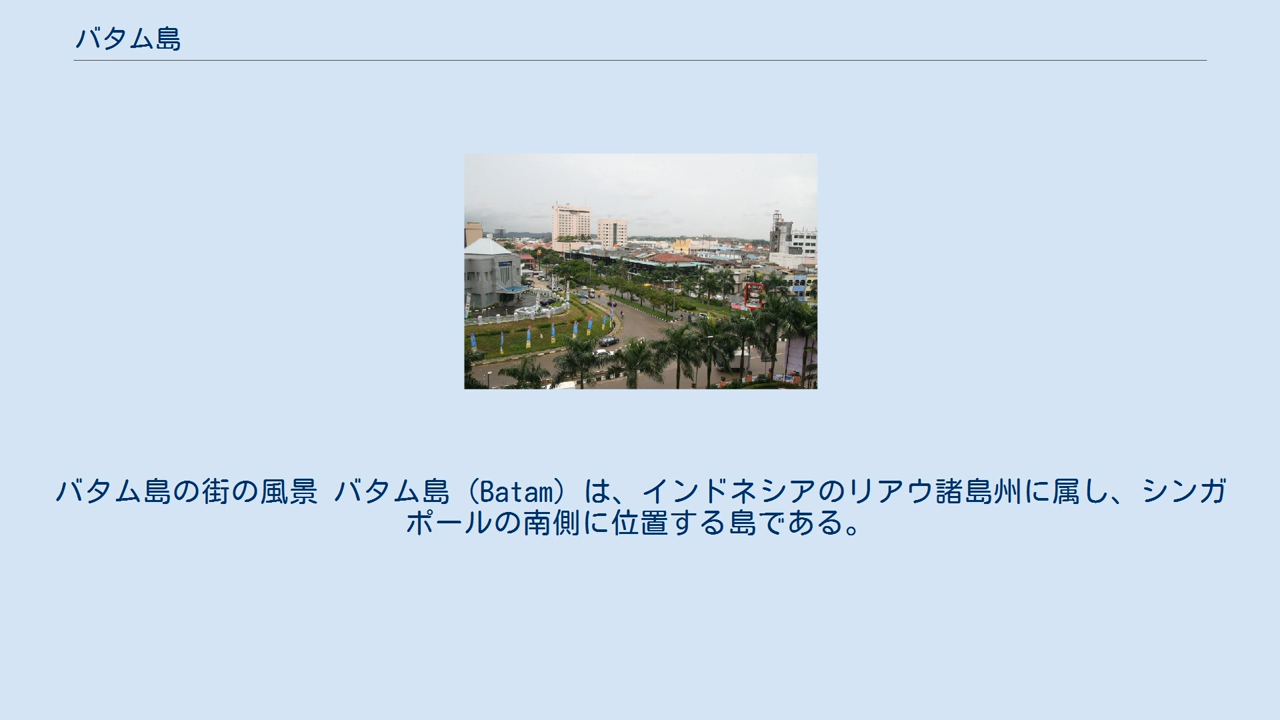 バタム島
バタム島の街の風景 バタム島（Batam）は、インドネシアのリアウ諸島州に属し、シンガ
ポールの南側に位置する島である。